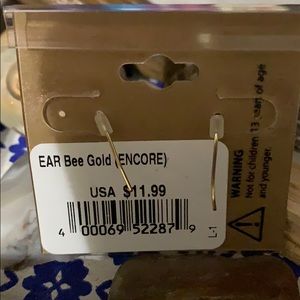 EAR Bee Gold (ENCORE)
USA $11.99
4 00069 52287 9
L-1
WARNING
Not for children 13 years of age
and younger.